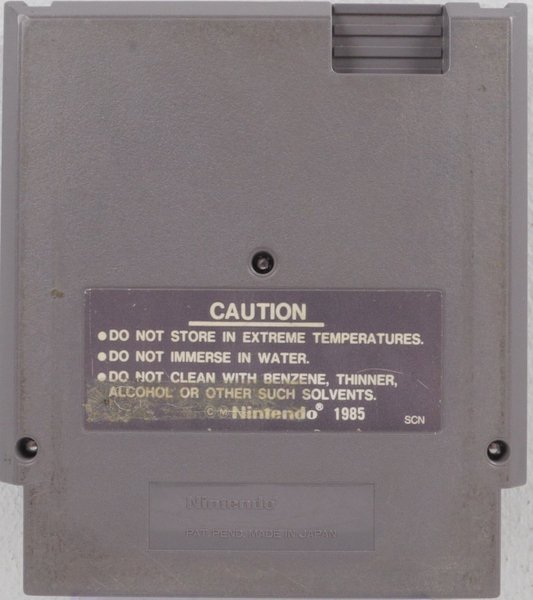 CAUTION
●DO NOT STORE IN EXTREME TEMPERATURES.
●DO NOT IMMERSE IN WATER.
●DO NOT CLEAN WITH BENZENE, THINNER,
ALCOHOL OR OTHER SUCH SOLVENTS.
Nintendo® 1985
SCN
Nintendo
PAT. PEND. MADE IN JAPAN